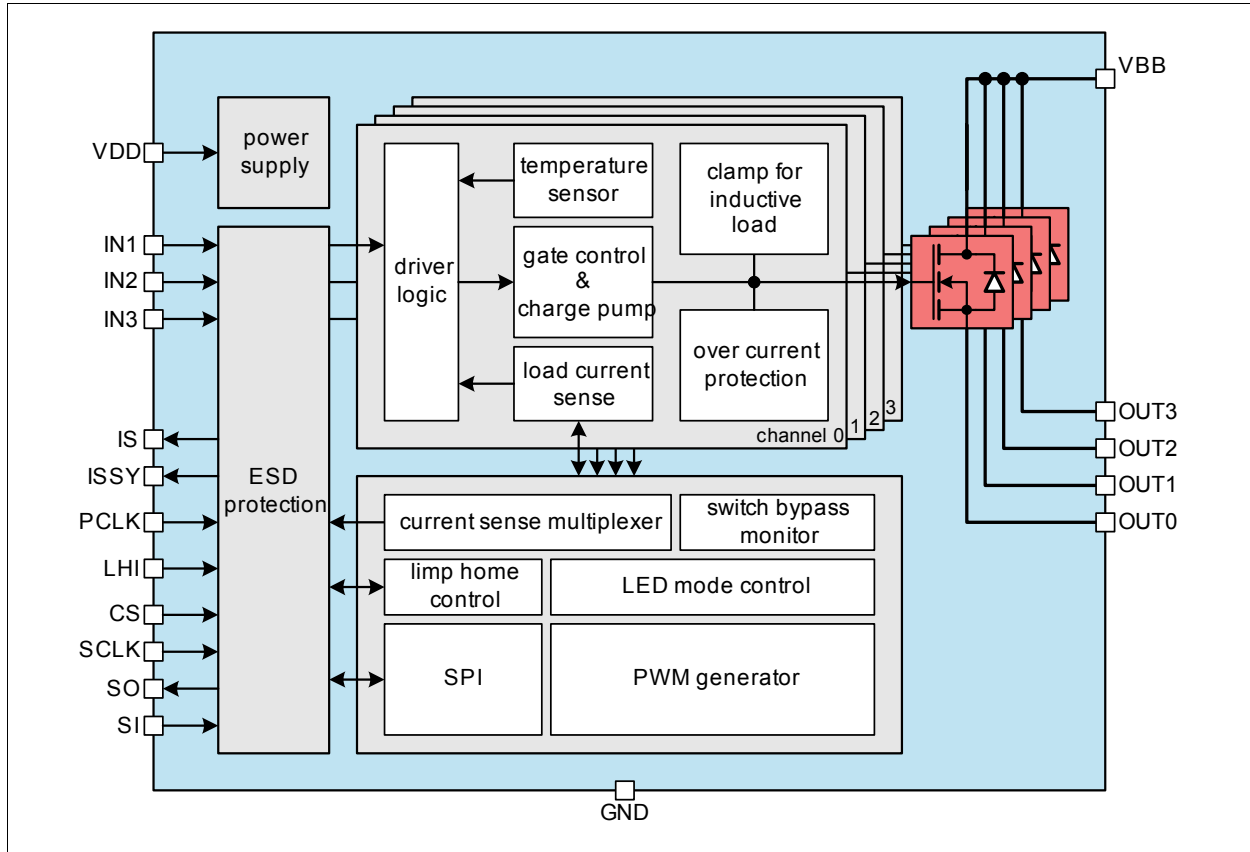 VBB
power
supply
VDD
temperature
sensor
clamp for
inductive
load
IN1
IN2
IN3
driver
logic
gate control
&
charge pump
load current
sense
over current
protection
channel 0
1
2
3
OUT3
OUT2
OUT1
OUT0
IS
ISSY
PCLK
LHI
CS
SCLK
SO
SI
ESD
protection
current sense multiplexer
switch bypass
monitor
limp home
control
LED mode control
SPI
PWM generator
GND